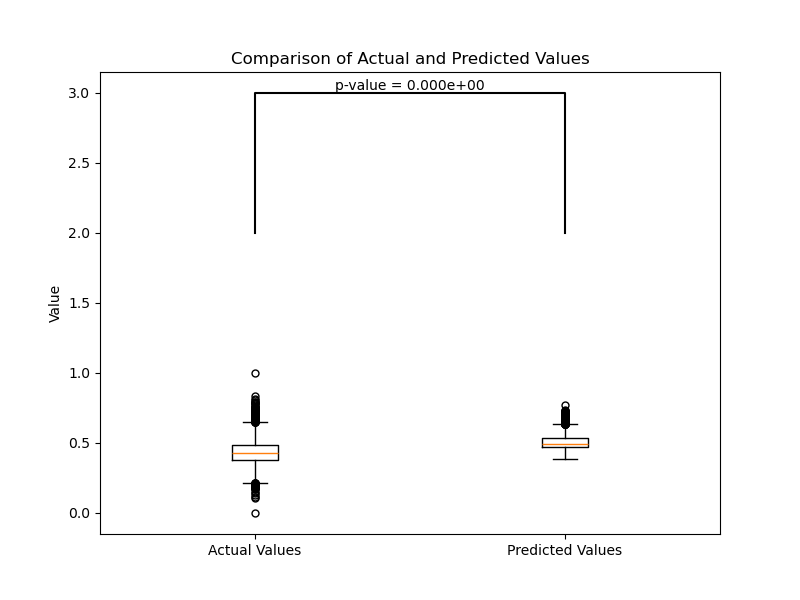 Comparison of Actual and Predicted Values
p-value = 0.000e+00
3.0
2.5
2.0
1.5
1.0
0.5
0.0
Value
Actual Values
Predicted Values